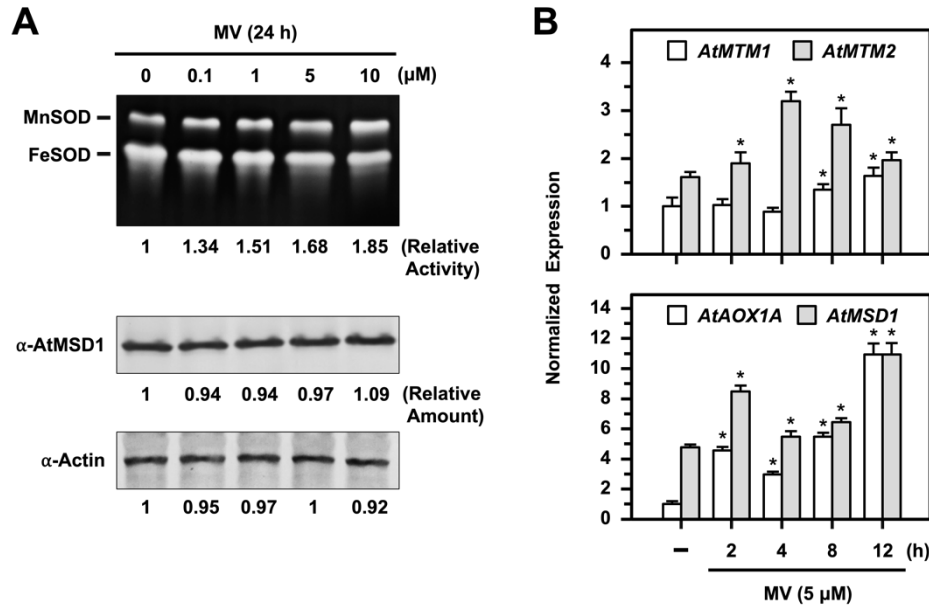 A
MV (24 h)
0 0.1 1 5 10 (μM)
MnSOD
FeSOD
1 1.34 1.51 1.68 1.85 (Relative
Activity)
α-AtMSD1
1 0.94 0.94 0.97 1.09 (Relative
Amount)
α-Actin
1 0.95 0.97 1 0.92
B
Normalized Expression
AtMTM1 AtMTM2
4
3
2
1
0
* * * * * *
AtAOX1A AtMSD1
14
12
10
8
6
4
2
0
* * * * * * * *
– 2 4 8 12 (h)
MV (5 μM)